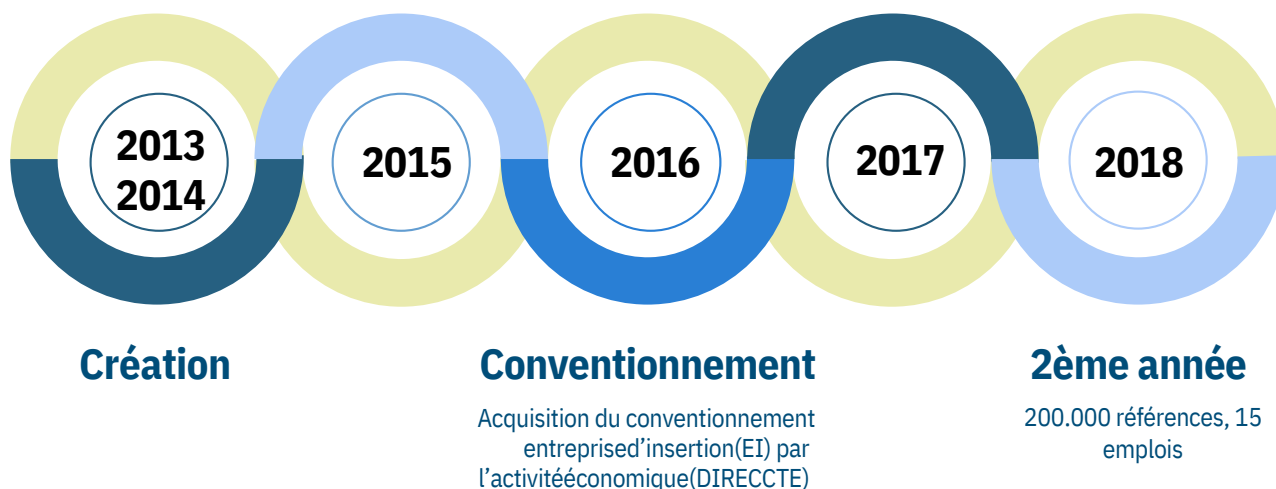 2013
2014
2015
2016
2017
2018
Création
Conventionnement
Acquisition du conventionnement
entreprised’insertion(EI) par
l’activitééconomique(DIRECCTE)
2ème année
200.000 références, 15
emplois